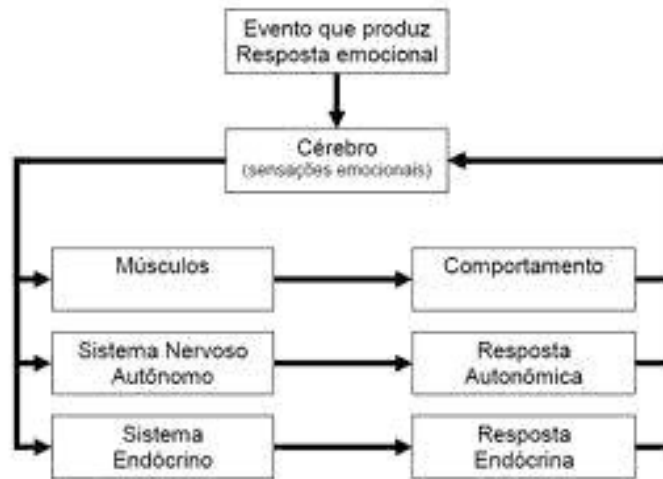 Evento que produz
Resposta emocional
Cérebro
(sensações emocionais)
Músculos
Comportamento
Sistema Nervoso
Autônomo
Resposta
Autonômica
Sistema
Endócrino
Resposta
Endócrina